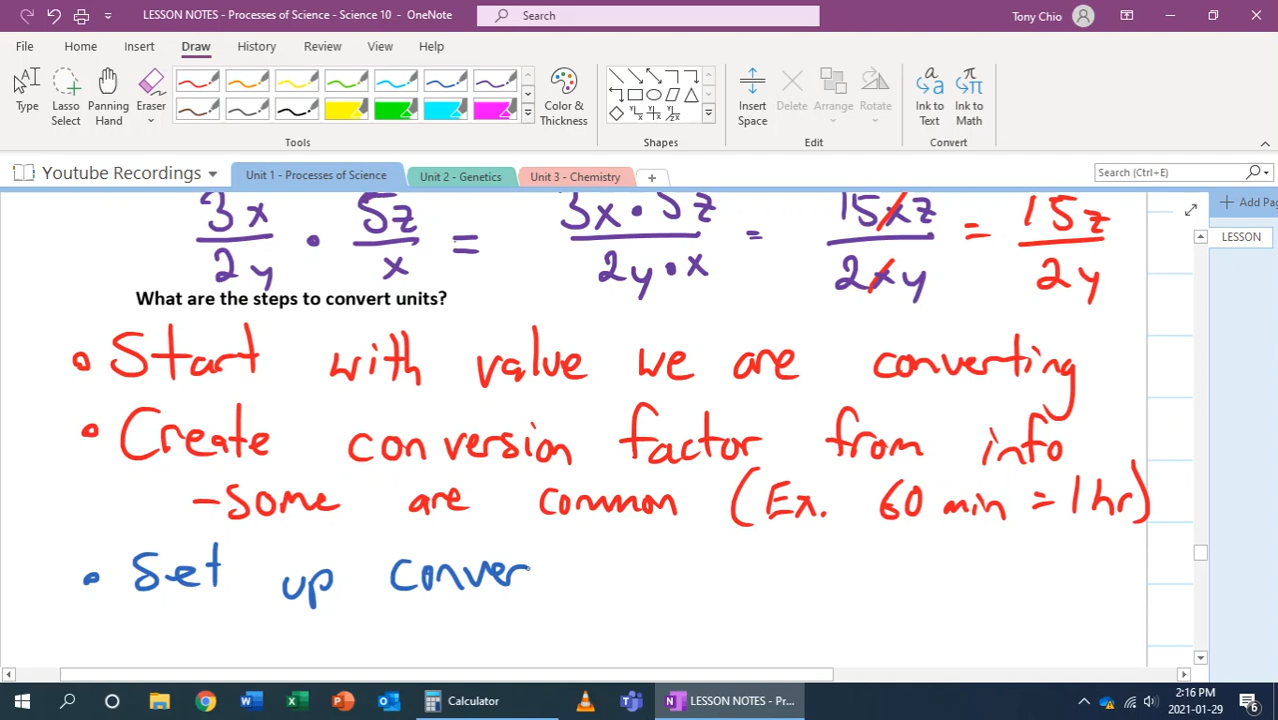 LESSON NOTES - Processes of Science - Science 10 - OneNote
Search
Tony Chio
File Home Insert Draw History Review View Help
Type
Lasso Select
Panning Hand
Eraser
Color & Thickness
Insert Space
Delete
Arrange
Rotate
Ink to Text
Ink to Math
Tools
Shapes
Edit
Convert
Youtube Recordings
Unit 1 - Processes of Science
Unit 2 - Genetics
Unit 3 - Chemistry
Search (Ctrl+E)
Add Pag
LESSON
3x/2y • 5z/x = 3x • 5z/2y • x = 15xz/2xy = 15z/2y
What are the steps to convert units?
• Start with value we are converting
• Create conversion factor from info
- some are common (Ex. 60 min = 1 hr)
• Set up conver
Calculator
LESSON NOTES - Pr...
2:16 PM
2021-01-29
6